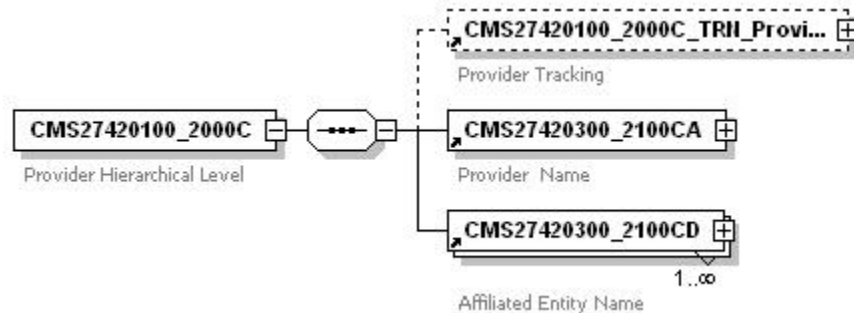 CMS27420100_2000C_TRN_Provi...
Provider Tracking
CMS27420100_2000C
Provider Hierarchical Level
CMS27420300_2100CA
Provider Name
CMS27420300_2100CD
1..∞
Affiliated Entity Name